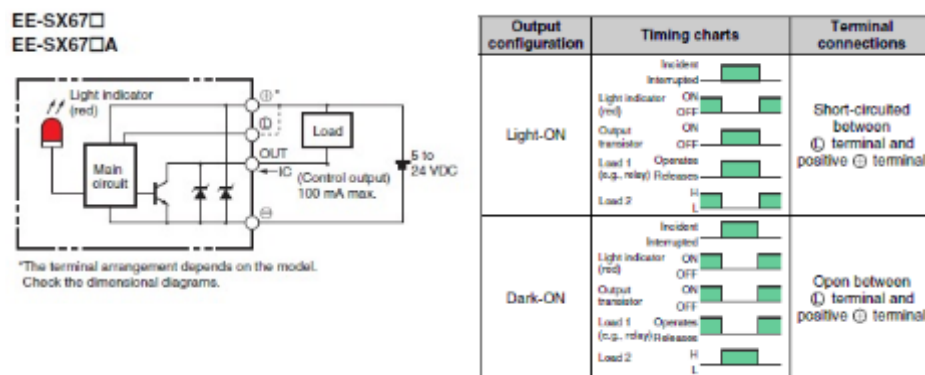 EE-SX67□
EE-SX67□A
Light indicator
(red)
Main
circuit
⊕*
Ⓛ
OUT
IC
Load
(Control output)
100 mA max.
5 to
24 VDC
⊖
*The terminal arrangement depends on the model.
Check the dimensional diagrams.
Output
configuration
Timing charts
Terminal
connections
Light-ON
Incident
Interrupted
Light indicator ON
(red) OFF
Output ON
transistor OFF
Load 1 Operates
(e.g., relay) Releases
Load 2 H
L
Short-circuited
between
Ⓛ terminal and
positive ⊕ terminal
Dark-ON
Incident
Interrupted
Light indicator ON
(red) OFF
Output ON
transistor OFF
Load 1 Operates
(e.g., relay) Releases
Load 2 H
L
Open between
Ⓛ terminal and
positive ⊕ terminal